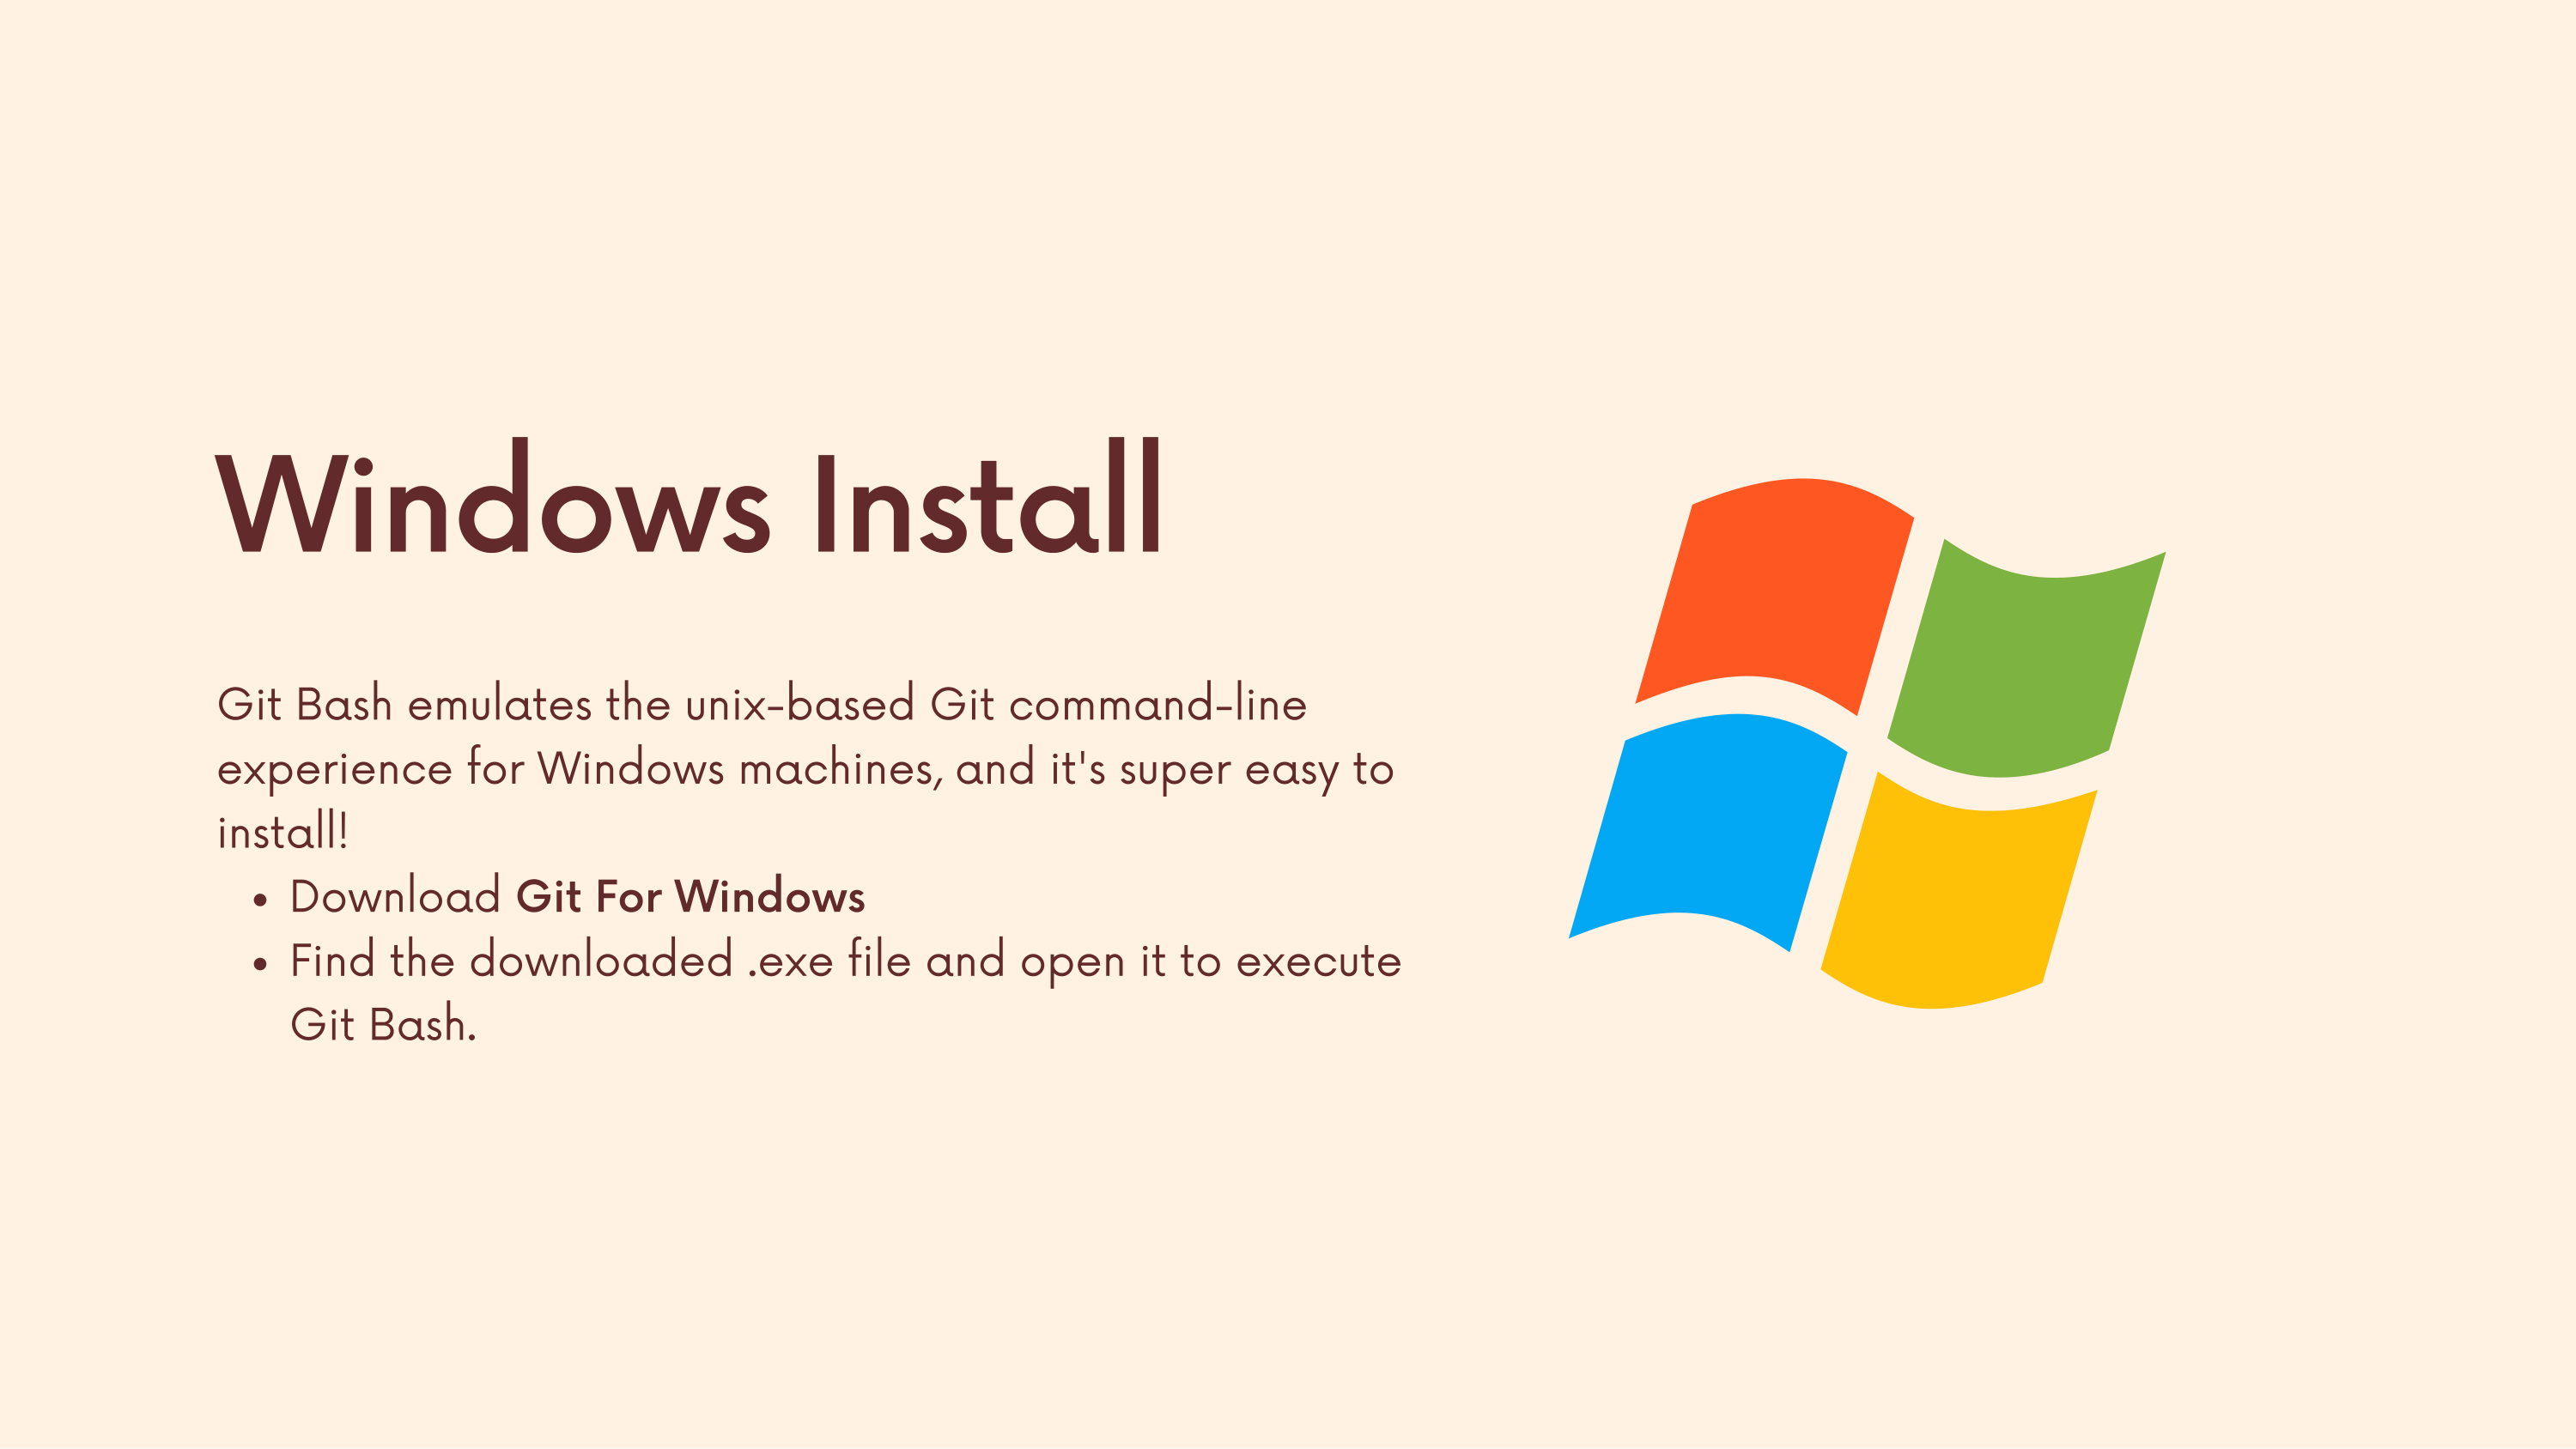 Windows Install
Git Bash emulates the unix-based Git command-line
experience for Windows machines, and it's super easy to
install!
• Download Git For Windows
• Find the downloaded .exe file and open it to execute
Git Bash.